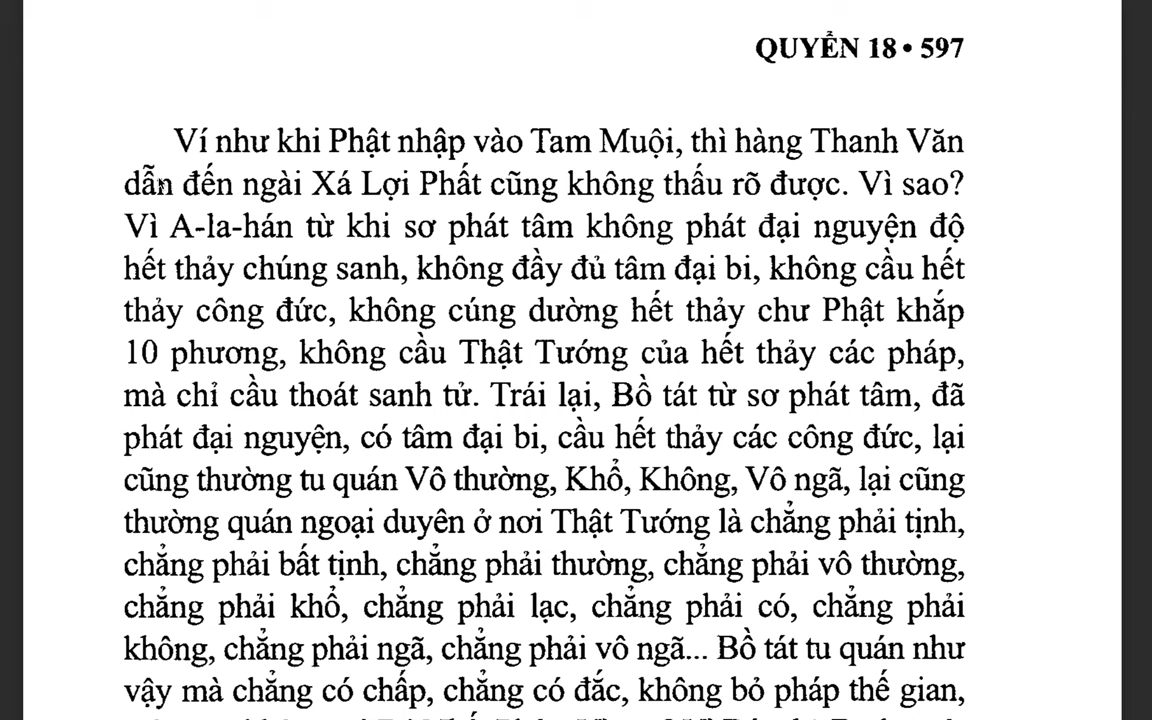 QUYỂN 18 • 597
Ví như khi Phật nhập vào Tam Muội, thì hàng Thanh Văn
dẫn đến ngài Xá Lợi Phất cũng không thấu rõ được. Vì sao?
Vì A-la-hán từ khi sơ phát tâm không phát đại nguyện độ
hết thảy chúng sanh, không đầy đủ tâm đại bi, không cầu hết
thảy công đức, không cúng dường hết thảy chư Phật khắp
10 phương, không cầu Thật Tướng của hết thảy các pháp,
mà chỉ cầu thoát sanh tử. Trái lại, Bồ tát từ sơ phát tâm, đã
phát đại nguyện, có tâm đại bi, cầu hết thảy các công đức, lại
cũng thường tu quán Vô thường, Khổ, Không, Vô ngã, lại cũng
thường quán ngoại duyên ở nơi Thật Tướng là chẳng phải tịnh,
chẳng phải bất tịnh, chẳng phải thường, chẳng phải vô thường,
chẳng phải khổ, chẳng phải lạc, chẳng phải có, chẳng phải
không, chẳng phải ngã, chẳng phải vô ngã... Bồ tát tu quán như
vậy mà chẳng có chấp, chẳng có đắc, không bỏ pháp thế gian,